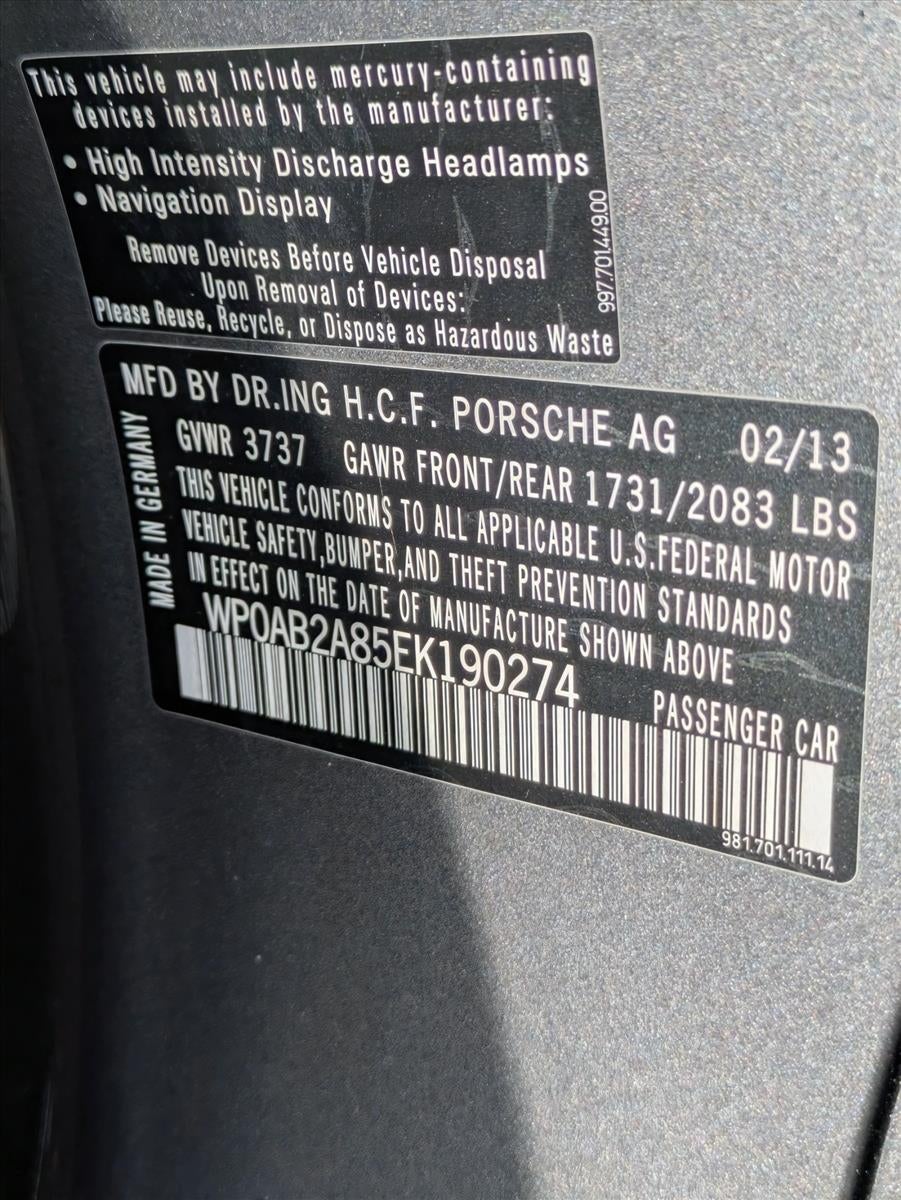 This vehicle may include mercury-containing
devices installed by the manufacturer:
• High Intensity Discharge Headlamps
• Navigation Display
Remove Devices Before Vehicle Disposal
Upon Removal of Devices:
Please Reuse, Recycle, or Dispose as Hazardous Waste
997.701.449.00
MFD BY DR.ING H.C.F. PORSCHE AG 02/13
GVWR 3737 GAWR FRONT/REAR 1731/2083 LBS
THIS VEHICLE CONFORMS TO ALL APPLICABLE U.S.FEDERAL MOTOR
VEHICLE SAFETY,BUMPER,AND THEFT PREVENTION STANDARDS
IN EFFECT ON THE DATE OF MANUFACTURE SHOWN ABOVE
WP0AB2A85EK190274
PASSENGER CAR
MADE IN GERMANY
981.701.111.14